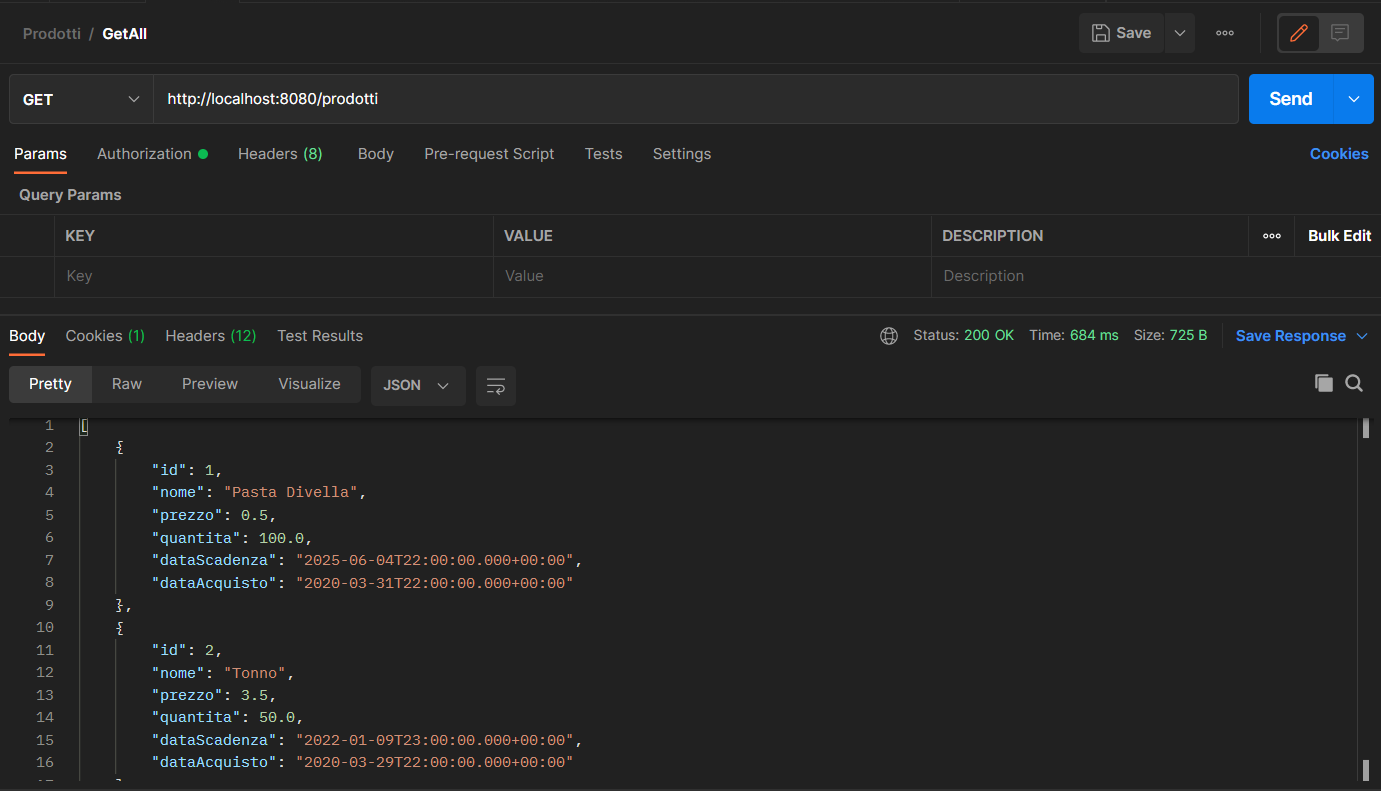 Prodotti / GetAll
Save
GET
http://localhost:8080/prodotti
Send
Params Authorization Headers (8) Body Pre-request Script Tests Settings Cookies
Query Params
KEY VALUE DESCRIPTION Bulk Edit
Key Value Description
Body Cookies (1) Headers (12) Test Results Status: 200 OK Time: 684 ms Size: 725 B Save Response
Pretty Raw Preview Visualize JSON
1 [
2 {
3 "id": 1,
4 "nome": "Pasta Divella",
5 "prezzo": 0.5,
6 "quantita": 100.0,
7 "dataScadenza": "2025-06-04T22:00:00.000+00:00",
8 "dataAcquisto": "2020-03-31T22:00:00.000+00:00"
9 },
10 {
11 "id": 2,
12 "nome": "Tonno",
13 "prezzo": 3.5,
14 "quantita": 50.0,
15 "dataScadenza": "2022-01-09T23:00:00.000+00:00",
16 "dataAcquisto": "2020-03-29T22:00:00.000+00:00"